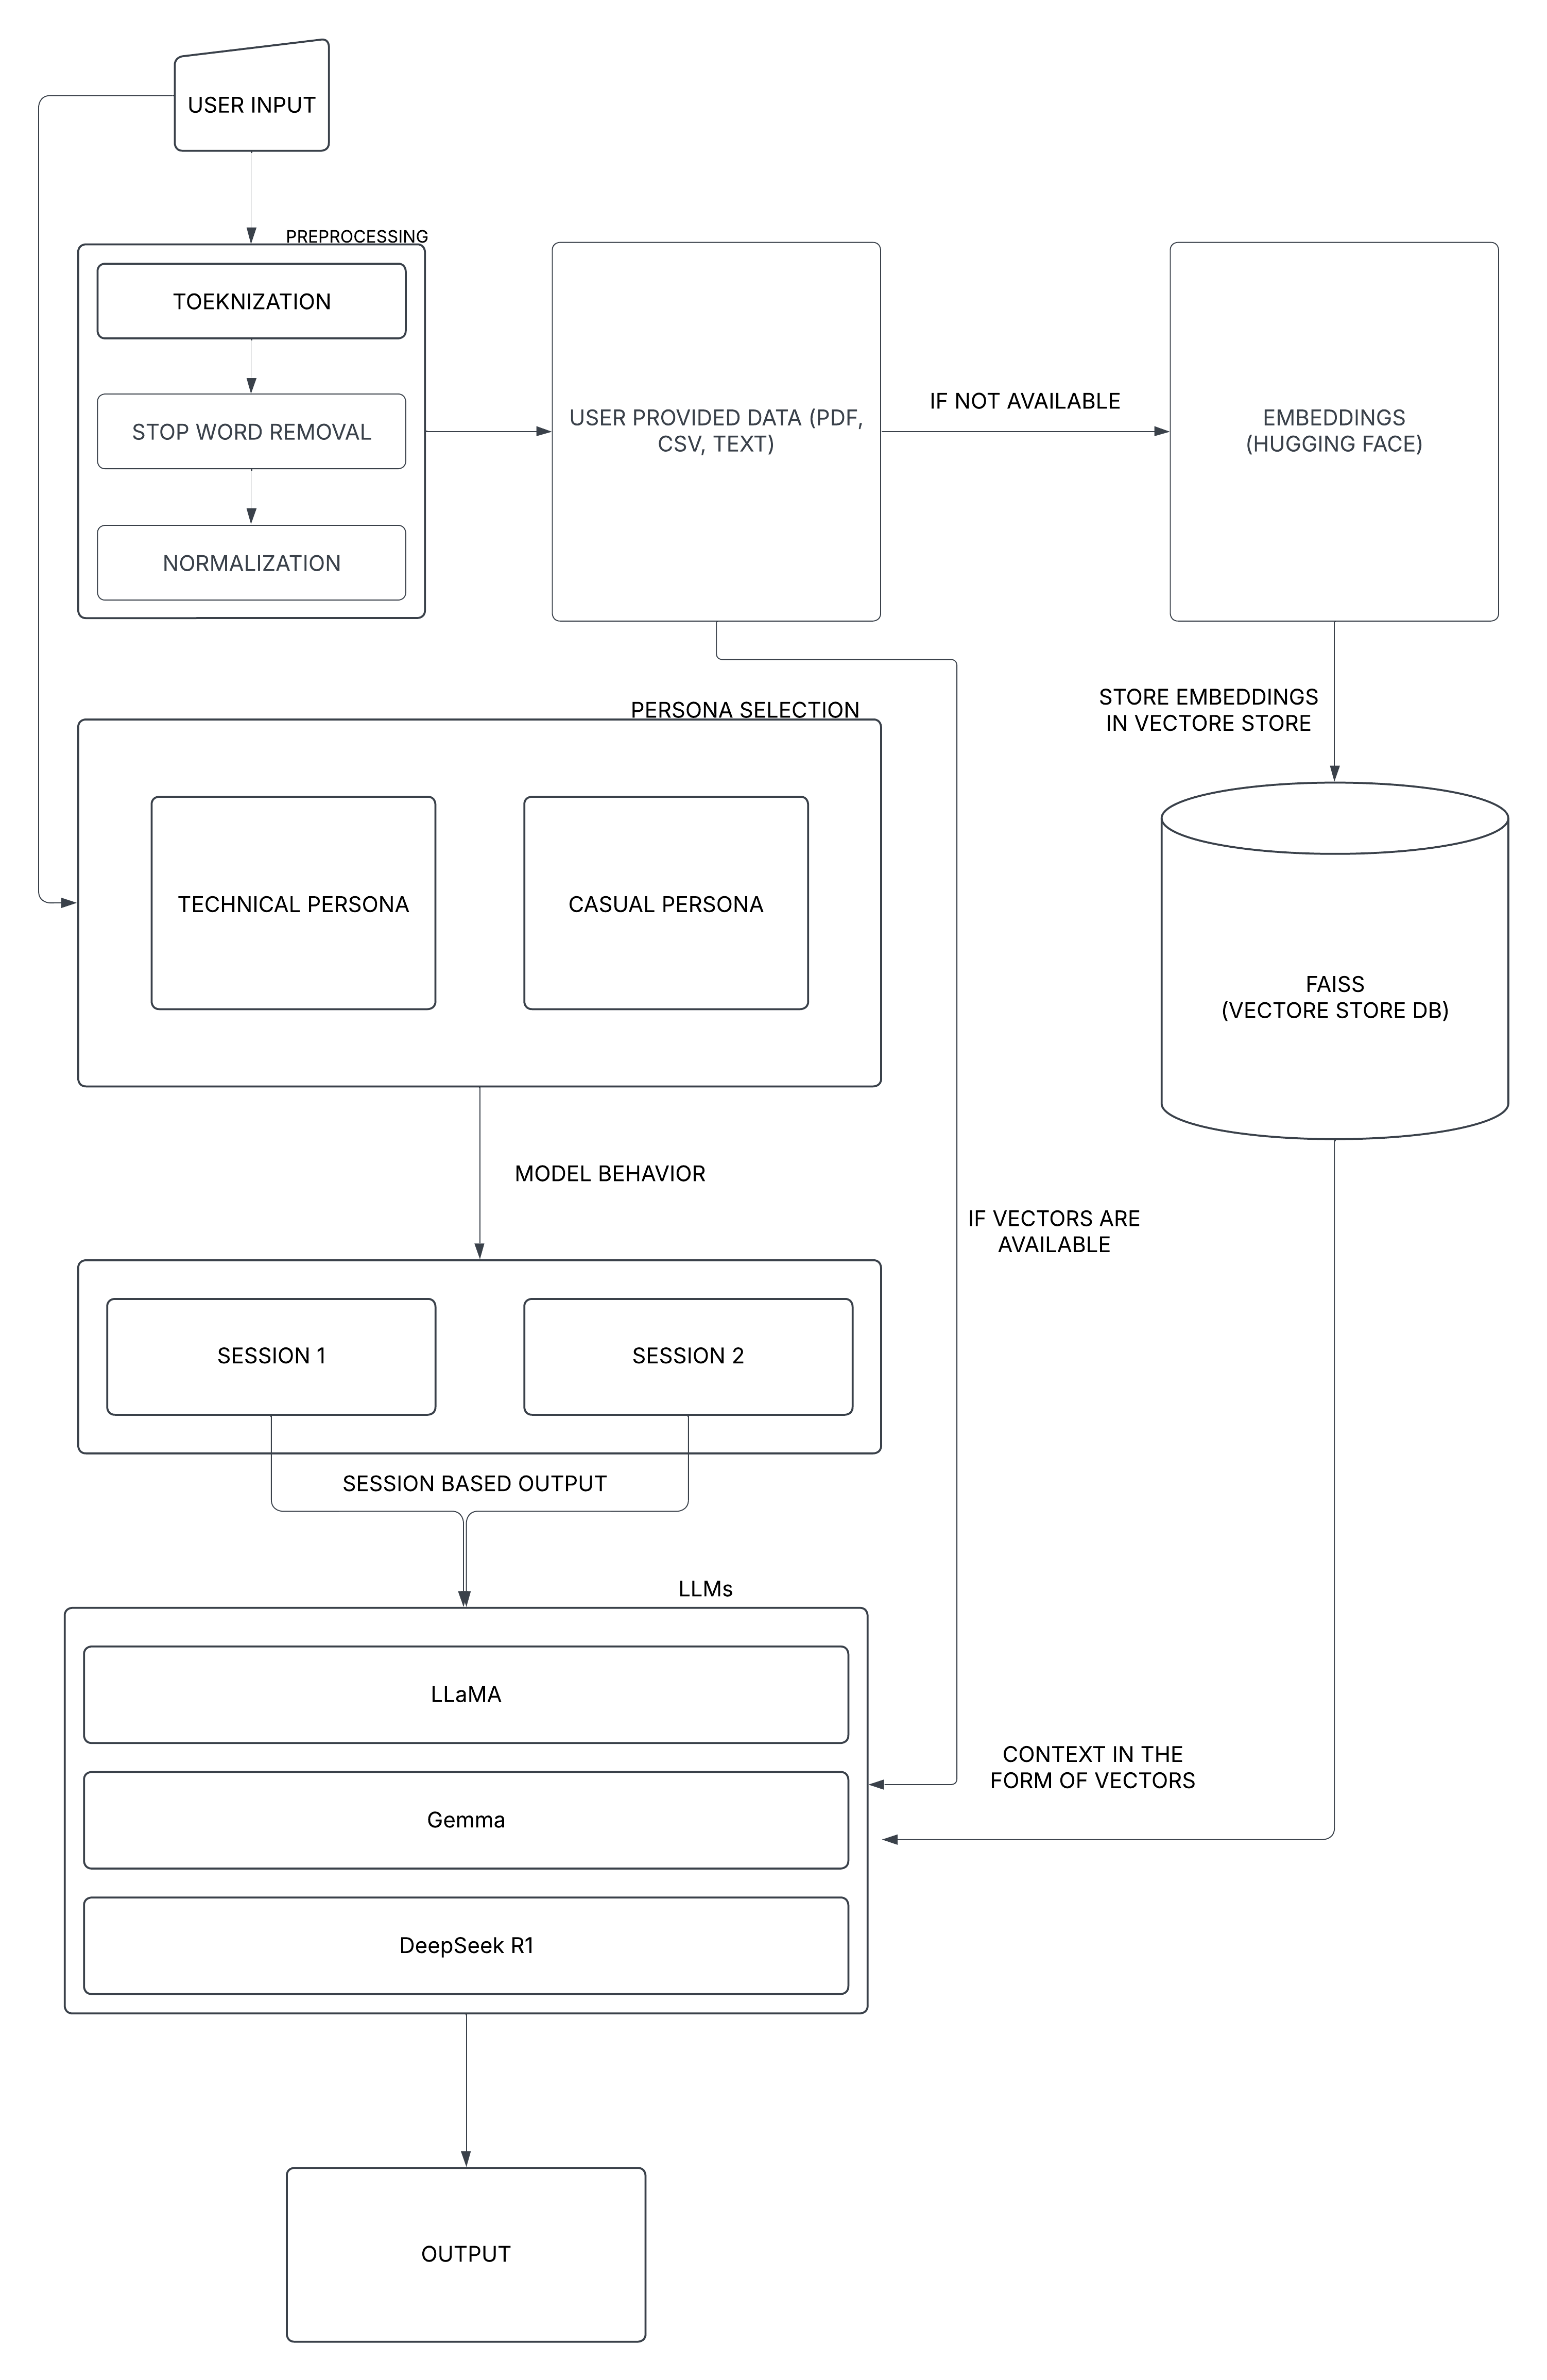 USER INPUT
PREPROCESSING
TOEKNIZATION
STOP WORD REMOVAL
NORMALIZATION
USER PROVIDED DATA (PDF,
CSV, TEXT)
IF NOT AVAILABLE
EMBEDDINGS
(HUGGING FACE)
STORE EMBEDDINGS
IN VECTORE STORE
PERSONA SELECTION
TECHNICAL PERSONA
CASUAL PERSONA
FAISS
(VECTORE STORE DB)
MODEL BEHAVIOR
IF VECTORS ARE
AVAILABLE
SESSION 1
SESSION 2
SESSION BASED OUTPUT
LLMs
LLaMA
Gemma
DeepSeek R1
CONTEXT IN THE
FORM OF VECTORS
OUTPUT